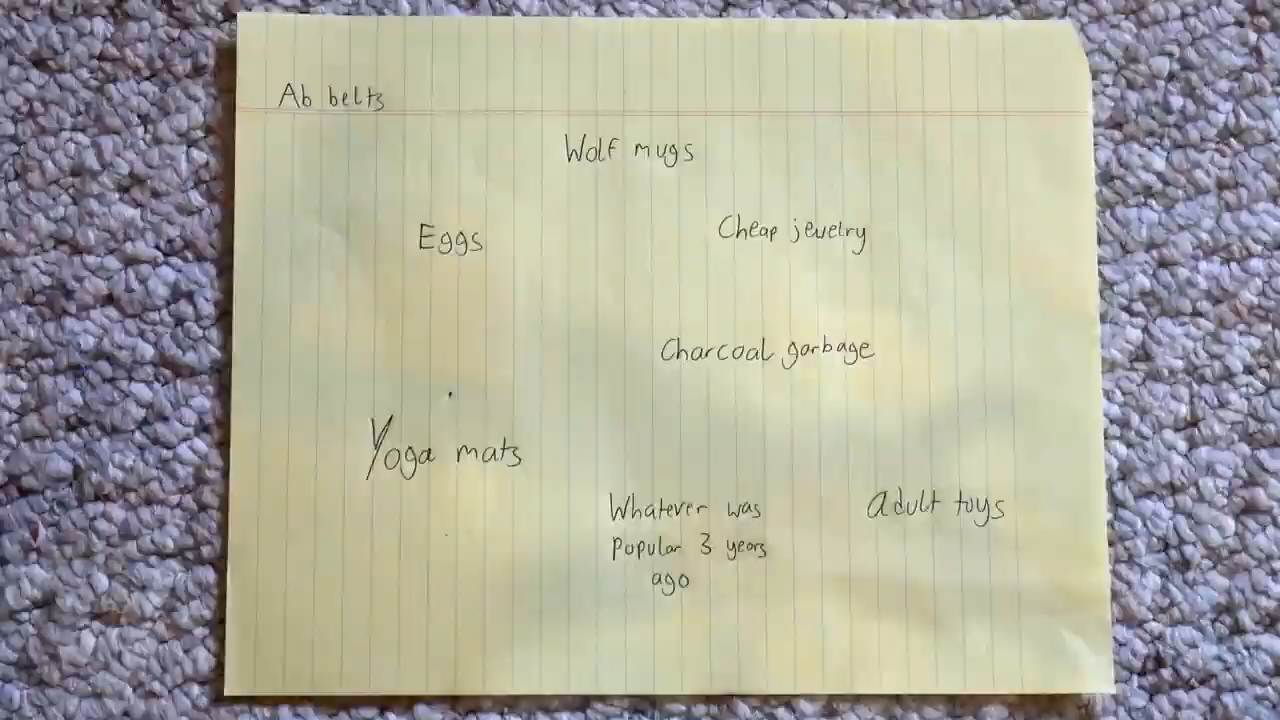 Ab belts
Wolf mugs
Eggs
Cheap jewelry
Charcoal garbage
Yoga mats
Whatever was
popular 3 years
ago
Adult toys